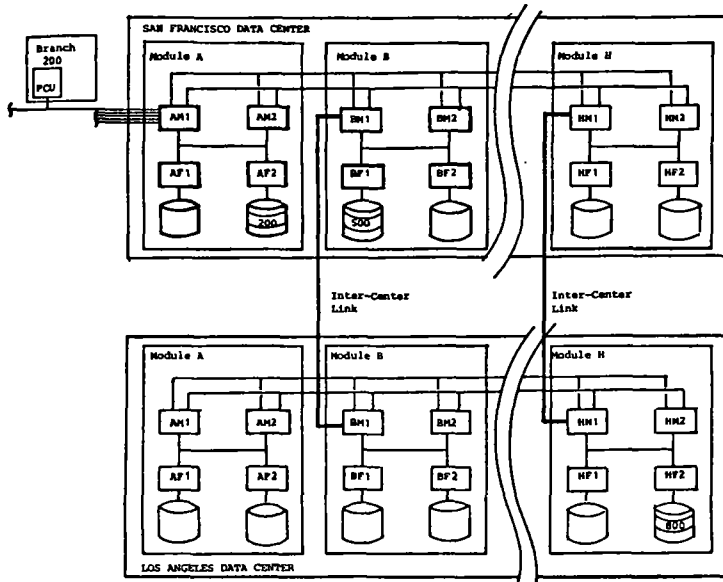 SAN FRANCISCO DATA CENTER
Branch
200
PCU
Module A
Module B
Module H
AM1
AM2
BM1
BM2
HM1
HM2
AF1
AF2
BF1
BF2
HF1
HF2
200
500
Inter-Center
Link
Inter-Center
Link
Module A
Module B
Module H
AM1
AM2
BM1
BM2
HM1
HM2
AF1
AF2
BF1
BF2
HF1
HF2
800
LOS ANGELES DATA CENTER